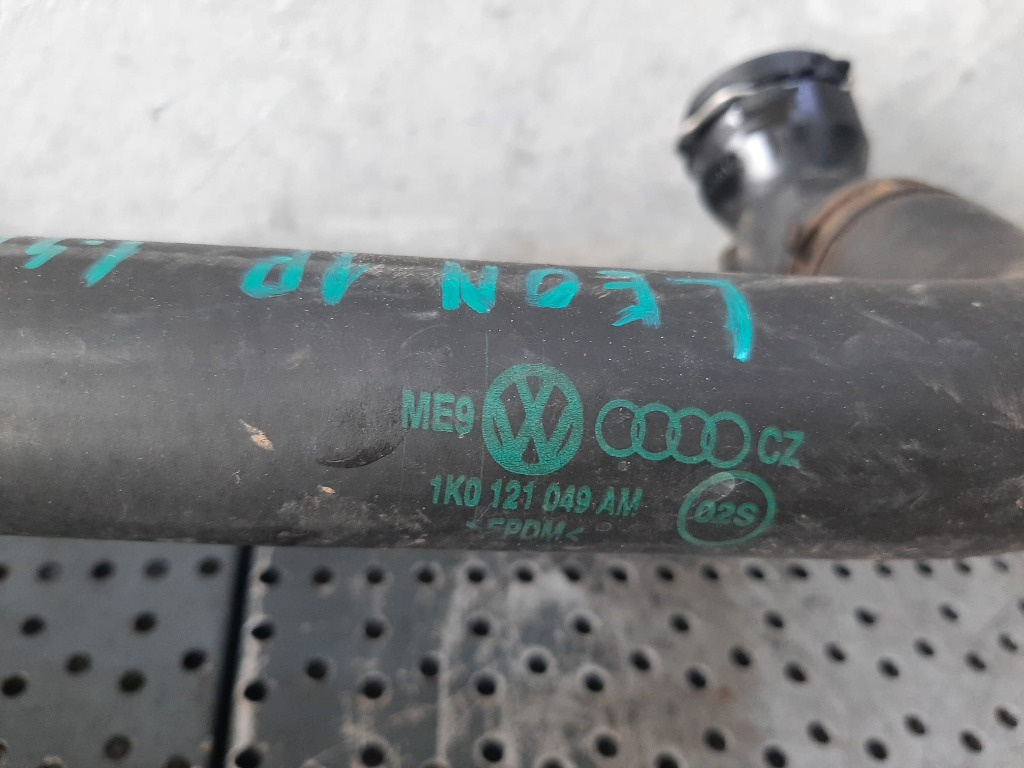 LEON 1P
ME9 CZ
1K0 121 049 AM
02S
>EPDM<